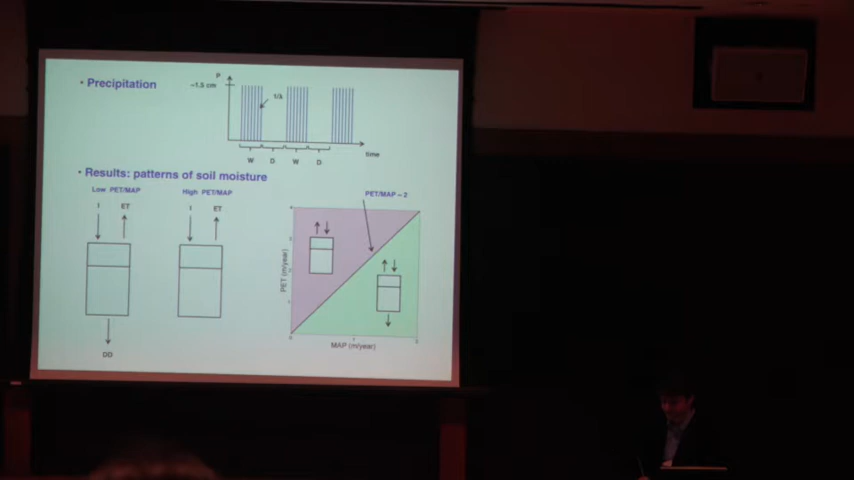 • Precipitation
P
~1.5 cm
1/λ
time
W D W D
• Results: patterns of soil moisture
Low PET/MAP
High PET/MAP
PET/MAP ~ 2
I ET
I ET
DD
PET (m/year)
MAP (m/year)